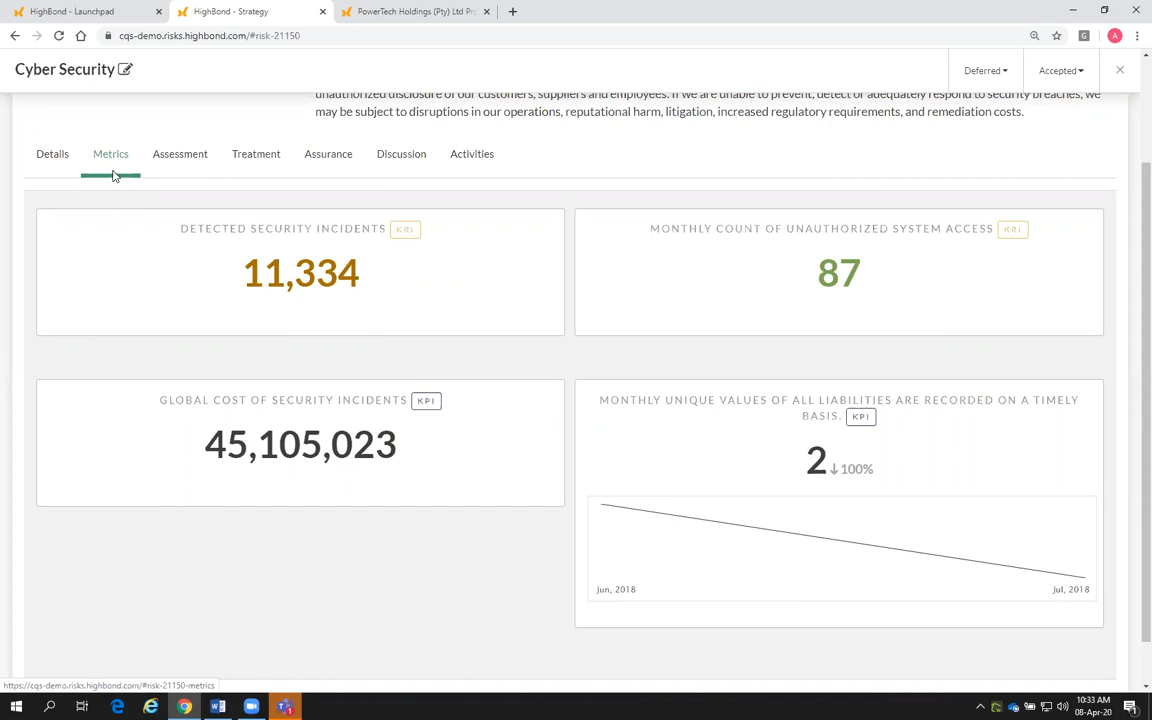 HighBond - Launchpad
HighBond - Strategy
PowerTech Holdings (Pty) Ltd Pro
cqs-demo.risks.highbond.com/#risk-21150
G
A
Cyber Security
Deferred
Accepted
unauthorized disclosure of our customers, suppliers and employees. If we are unable to prevent, detect or adequately respond to security breaches, we
may be subject to disruptions in our operations, reputational harm, litigation, increased regulatory requirements, and remediation costs.
Details
Metrics
Assessment
Treatment
Assurance
Discussion
Activities
DETECTED SECURITY INCIDENTS KRI
11,334
MONTHLY COUNT OF UNAUTHORIZED SYSTEM ACCESS KRI
87
GLOBAL COST OF SECURITY INCIDENTS KPI
45,105,023
MONTHLY UNIQUE VALUES OF ALL LIABILITIES ARE RECORDED ON A TIMELY
BASIS. KPI
2 ↓100%
Jun, 2018
Jul, 2018
https://cqs-demo.risks.highbond.com/#risk-21150-metrics
10:33 AM
08-Apr-20